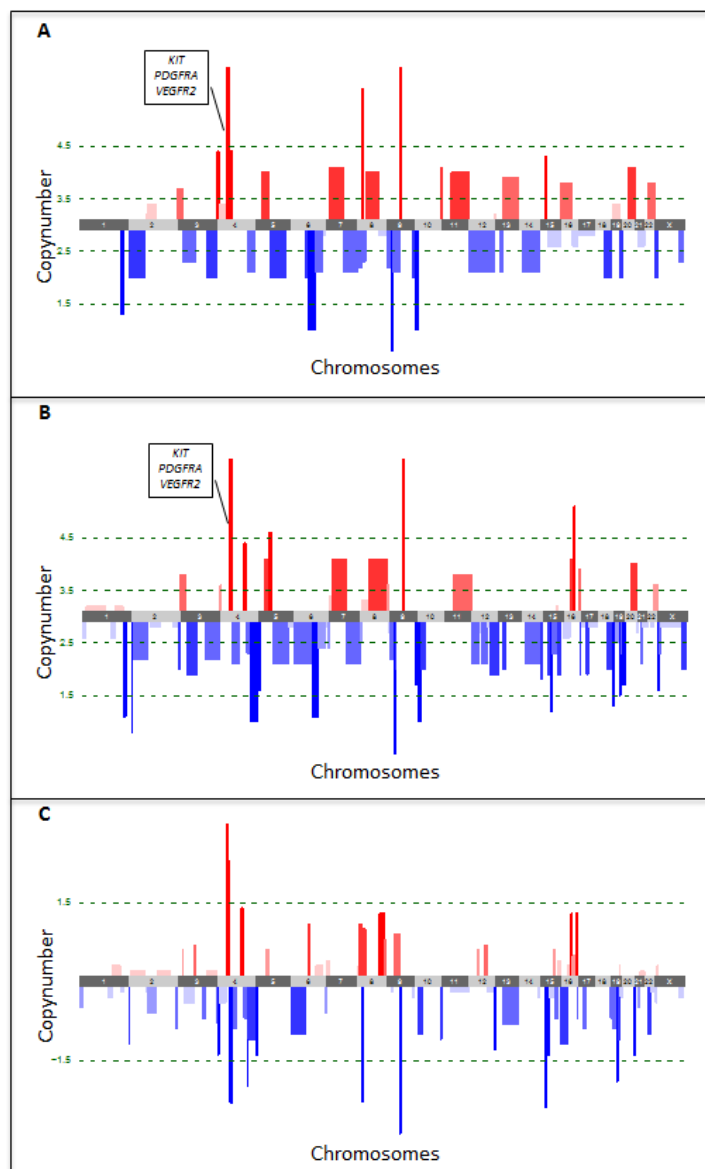 A
KIT
PDGFRA
VEGFR2
4.5
3.5
Copynumber
1 2 3 4 5 6 7 8 9 10 11 12 13 14 15 16 17 18 19 20 21 22 X
2.5
1.5
Chromosomes
B
KIT
PDGFRA
VEGFR2
4.5
3.5
Copynumber
1 2 3 4 5 6 7 8 9 10 11 12 13 14 15 16 17 18 19 20 21 22 X
2.5
1.5
Chromosomes
C
1.5
Copynumber
1 2 3 4 5 6 7 8 9 10 11 12 13 14 15 16 17 18 19 20 21 22 X
−1.5
Chromosomes